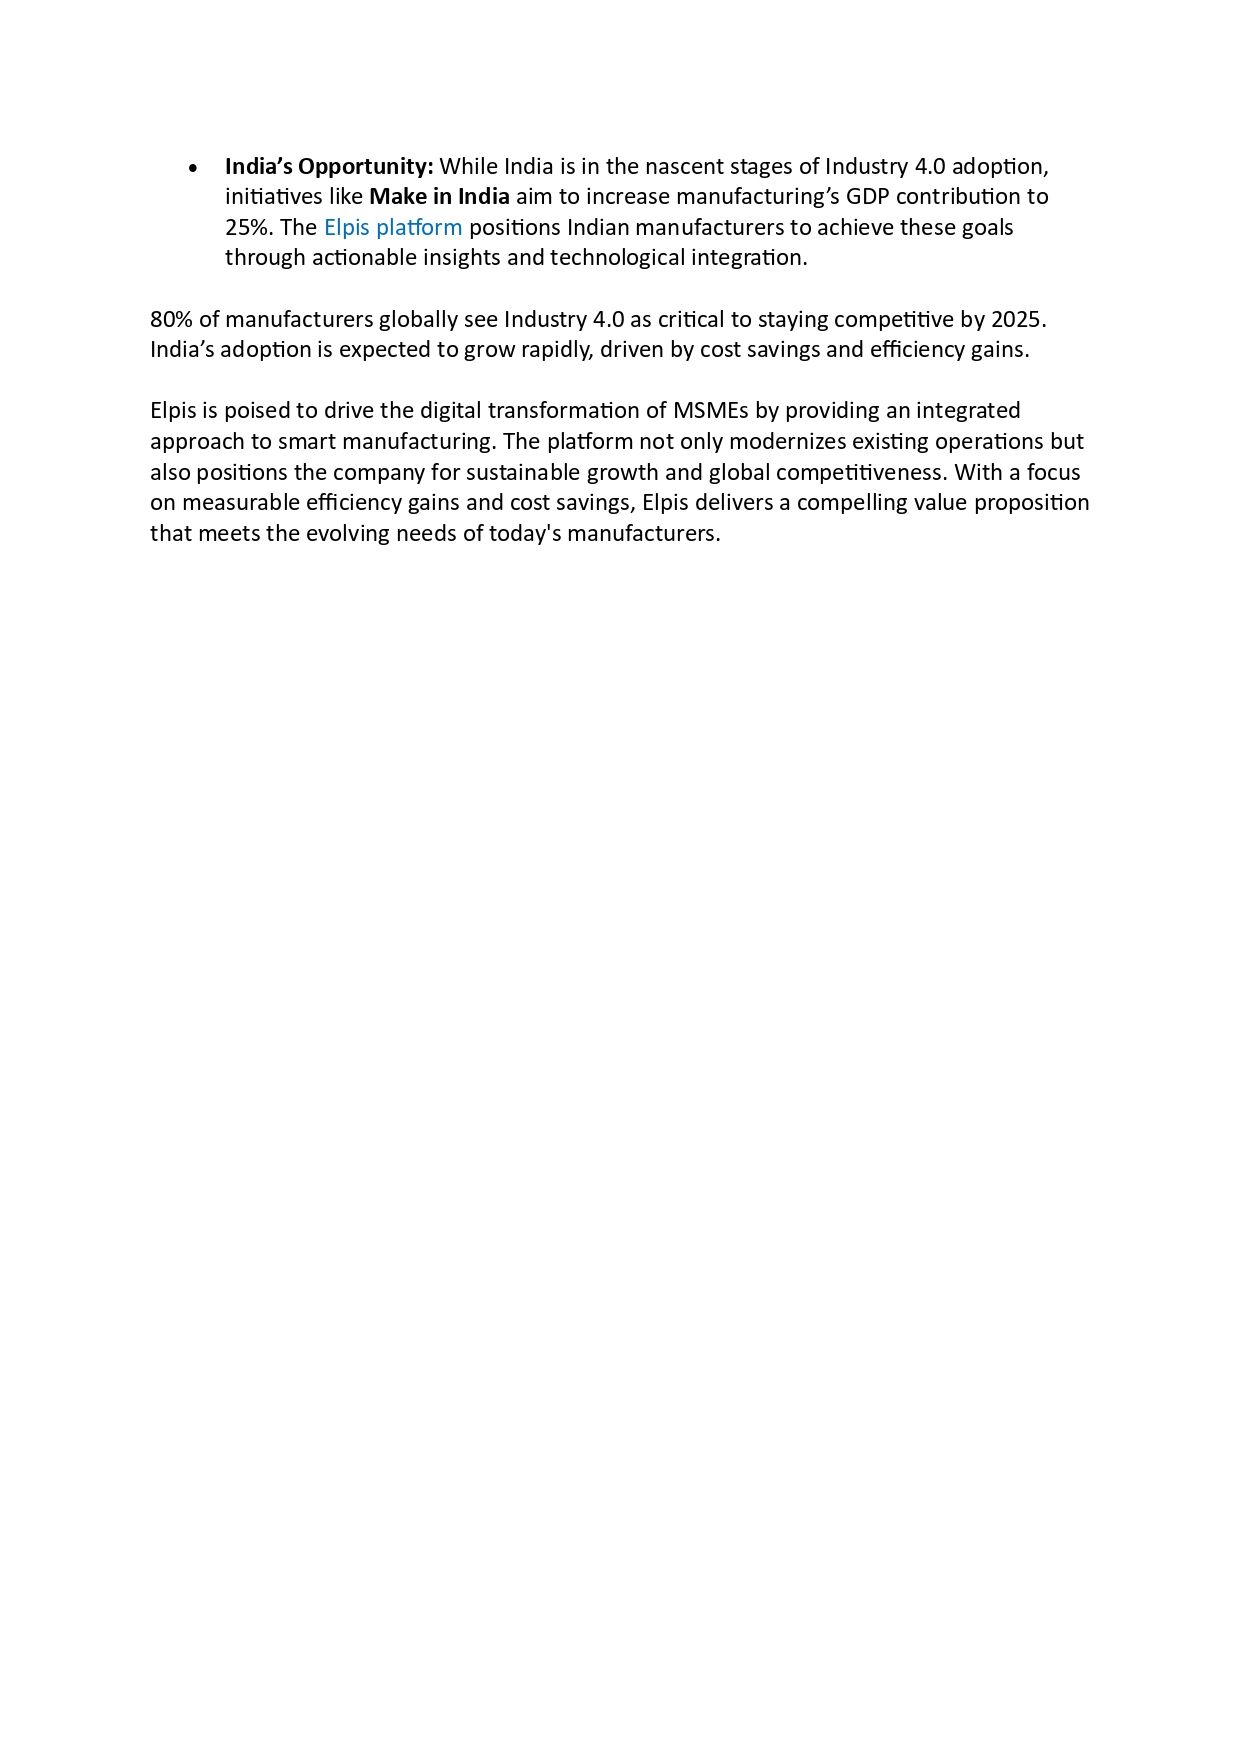 • India’s Opportunity: While India is in the nascent stages of Industry 4.0 adoption,
initiatives like Make in India aim to increase manufacturing’s GDP contribution to
25%. The Elpis platform positions Indian manufacturers to achieve these goals
through actionable insights and technological integration.
80% of manufacturers globally see Industry 4.0 as critical to staying competitive by 2025.
India’s adoption is expected to grow rapidly, driven by cost savings and efficiency gains.
Elpis is poised to drive the digital transformation of MSMEs by providing an integrated
approach to smart manufacturing. The platform not only modernizes existing operations but
also positions the company for sustainable growth and global competitiveness. With a focus
on measurable efficiency gains and cost savings, Elpis delivers a compelling value proposition
that meets the evolving needs of today's manufacturers.